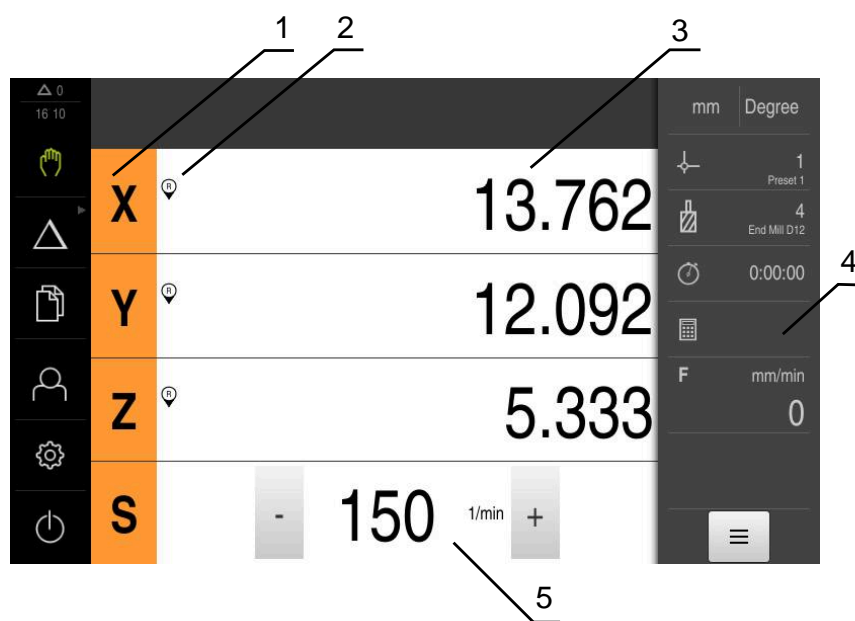 1 2 3
0
16 10
mm Degree
X R 13.762
1
Preset 1
4
End Mill D12
0:00:00
4
Y R 12.092
Z R 5.333
F mm/min
0
S - 150 1/min +
5